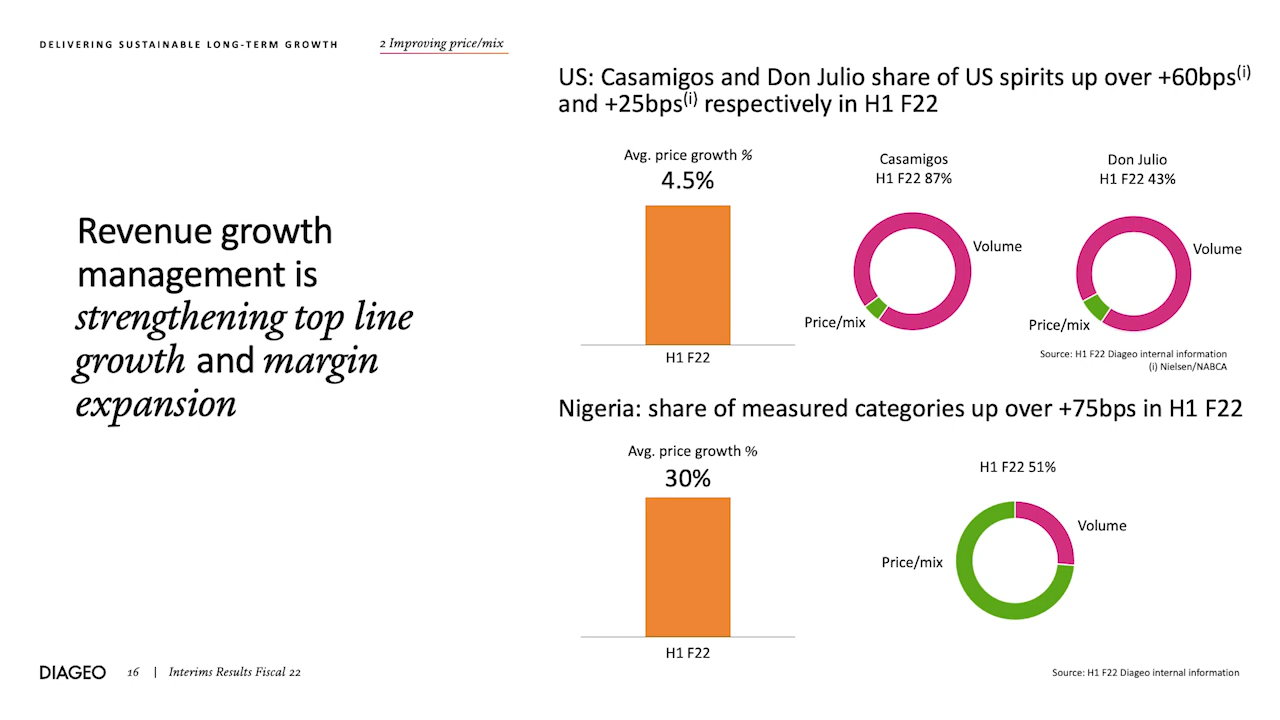 DELIVERING SUSTAINABLE LONG-TERM GROWTH
2 Improving price/mix
Revenue growth
management is
strengthening top line
growth and margin
expansion
US: Casamigos and Don Julio share of US spirits up over +60bps(i)
and +25bps(i) respectively in H1 F22
Avg. price growth %
4.5%
H1 F22
Casamigos
H1 F22 87%
Volume
Price/mix
Don Julio
H1 F22 43%
Volume
Price/mix
Source: H1 F22 Diageo internal information
(i) Nielsen/NABCA
Nigeria: share of measured categories up over +75bps in H1 F22
Avg. price growth %
30%
H1 F22
H1 F22 51%
Volume
Price/mix
DIAGEO
16 | Interims Results Fiscal 22
Source: H1 F22 Diageo internal information